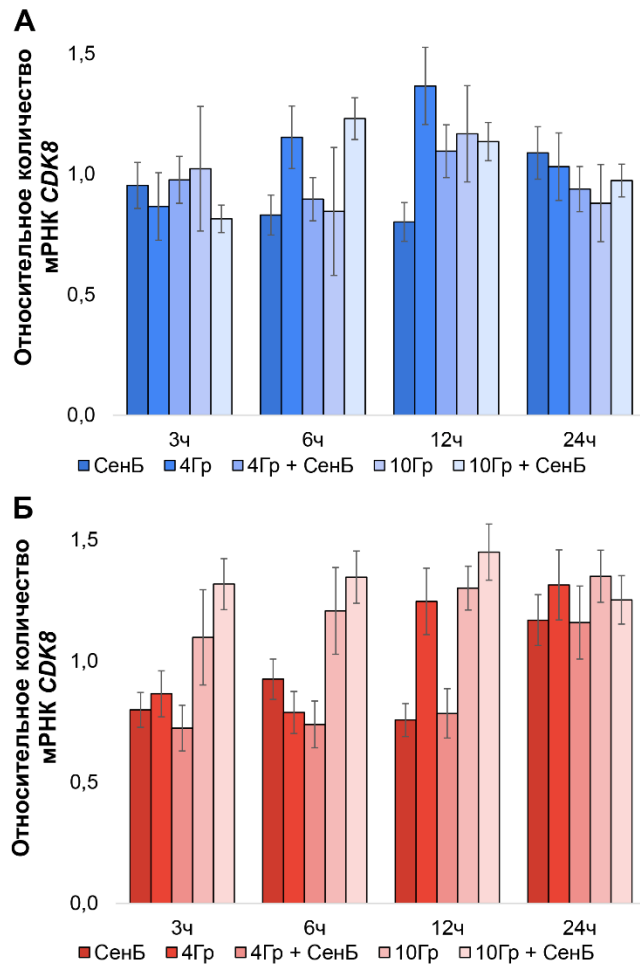 А
Относительное количество
мРНК CDK8
1,5
1,0
0,5
0,0
3ч 6ч 12ч 24ч
СенБ 4Гр 4Гр + СенБ 10Гр 10Гр + СенБ
Б
Относительное количество
мРНК CDK8
1,5
1,0
0,5
0,0
3ч 6ч 12ч 24ч
СенБ 4Гр 4Гр + СенБ 10Гр 10Гр + СенБ